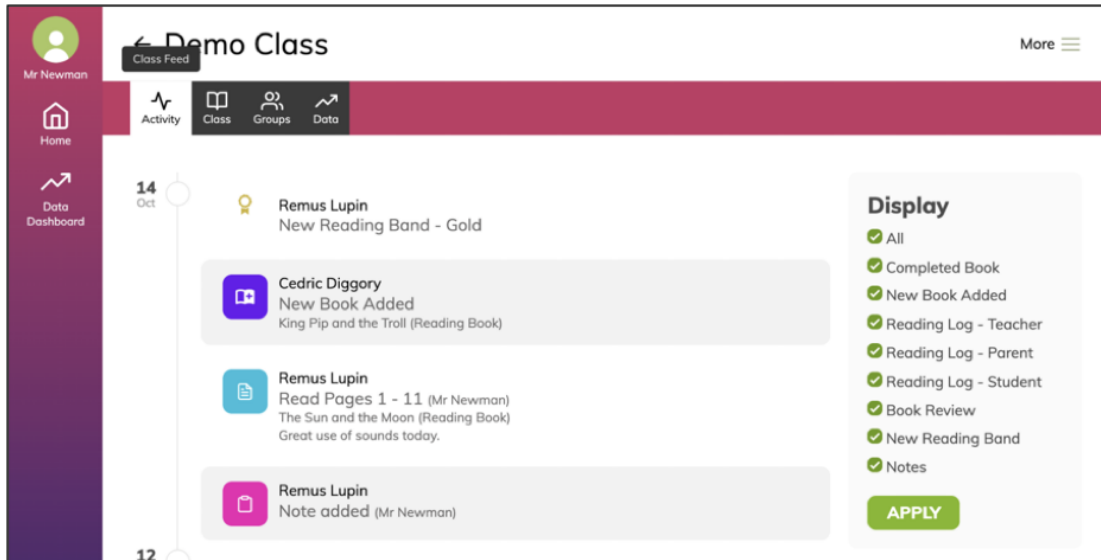 Mr Newman
Home
Data
Dashboard
← Demo Class
Class Feed
More
Activity
Class
Groups
Data
14
Oct
Remus Lupin
New Reading Band - Gold
Cedric Diggory
New Book Added
King Pip and the Troll (Reading Book)
Remus Lupin
Read Pages 1 - 11 (Mr Newman)
The Sun and the Moon (Reading Book)
Great use of sounds today.
Remus Lupin
Note added (Mr Newman)
12
Display
All
Completed Book
New Book Added
Reading Log - Teacher
Reading Log - Parent
Reading Log - Student
Book Review
New Reading Band
Notes
APPLY